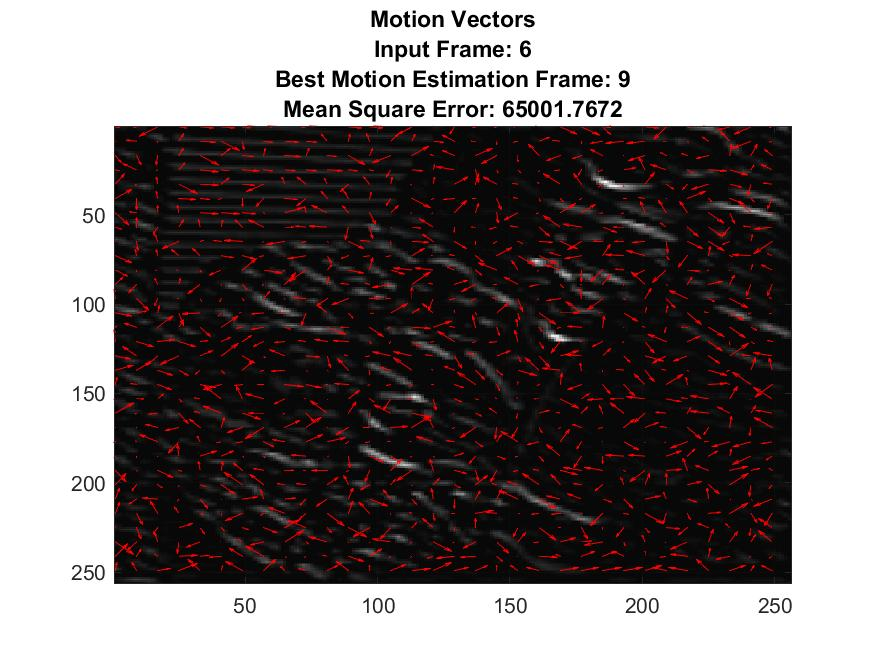 Motion Vectors
Input Frame: 6
Best Motion Estimation Frame: 9
Mean Square Error: 65001.7672
50
100
150
200
250
50 100 150 200 250